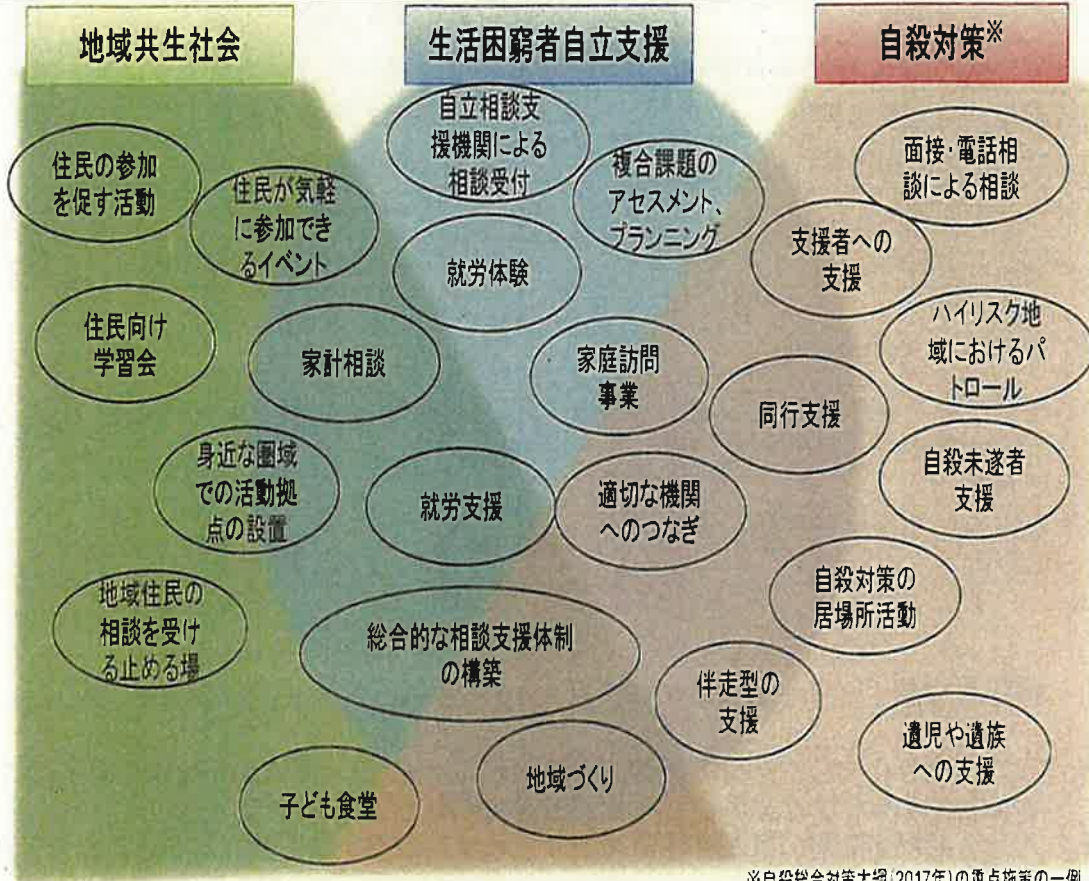 地域共生社会
生活困窮者自立支援
自殺対策※
住民の参加
を促す活動
住民が気軽
に参加でき
るイベント
自立相談支
援機関による
相談受付
複合課題の
アセスメント、
プランニング
面接・電話相
談による相談
支援者への
支援
就労体験
住民向け
学習会
家計相談
家庭訪問
事業
ハイリスク地
域におけるパ
トロール
同行支援
身近な圏域
での活動拠
点の設置
就労支援
適切な機関
へのつなぎ
自殺未遂者
支援
地域住民の
相談を受け
る止める場
総合的な相談支援体制
の構築
自殺対策の
居場所活動
伴走型の
支援
遺児や遺族
への支援
子ども食堂
地域づくり
※自殺総合対策大綱(2017年)の重点施策の一例